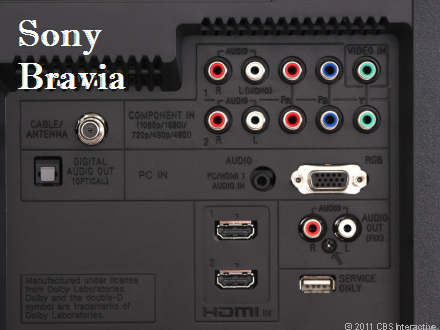 Sony
Bravia
AUDIO
VIDEO IN
1 R L(MONO)
CABLE/
ANTENNA
COMPONENT IN
(1080p/1080i/
720p/480p/480i)
AUDIO PB PR Y
2 R L
DIGITAL
AUDIO OUT
(OPTICAL)
PC IN
AUDIO
PC/HDMI 1
AUDIO IN
RGB
1
2
HDMI IN
AUDIO
R L
AUDIO
OUT
(FIX)
SERVICE
ONLY
Manufactured under license
from Dolby Laboratories.
Dolby and the double-D
symbol are trademarks of
Dolby Laboratories.
© 2011 CBS Interactive